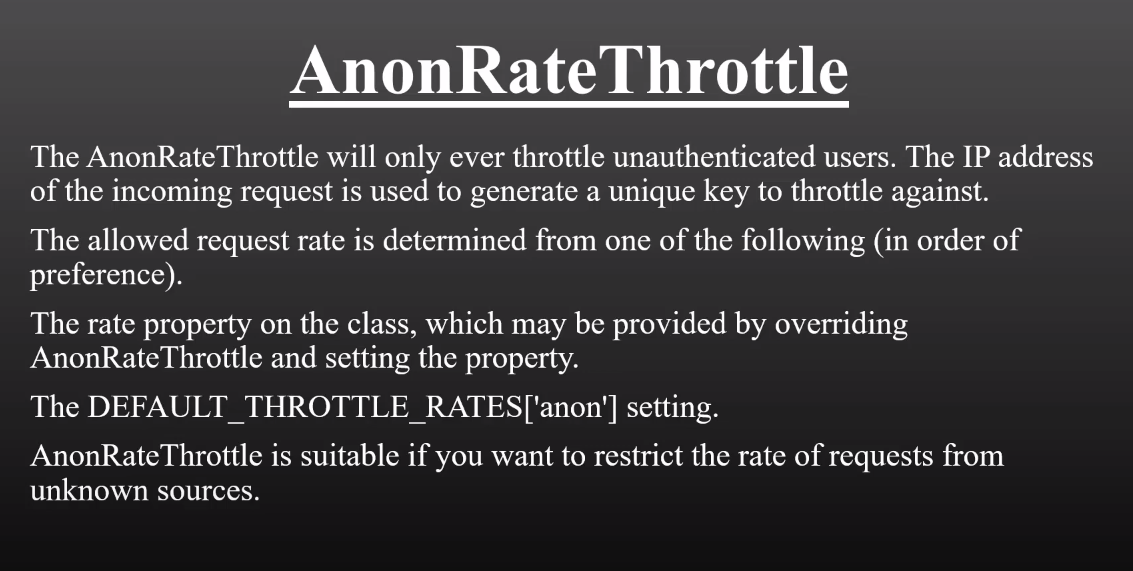 AnonRateThrottle
The AnonRateThrottle will only ever throttle unauthenticated users. The IP address
of the incoming request is used to generate a unique key to throttle against.
The allowed request rate is determined from one of the following (in order of
preference).
The rate property on the class, which may be provided by overriding
AnonRateThrottle and setting the property.
The DEFAULT_THROTTLE_RATES['anon'] setting.
AnonRateThrottle is suitable if you want to restrict the rate of requests from
unknown sources.